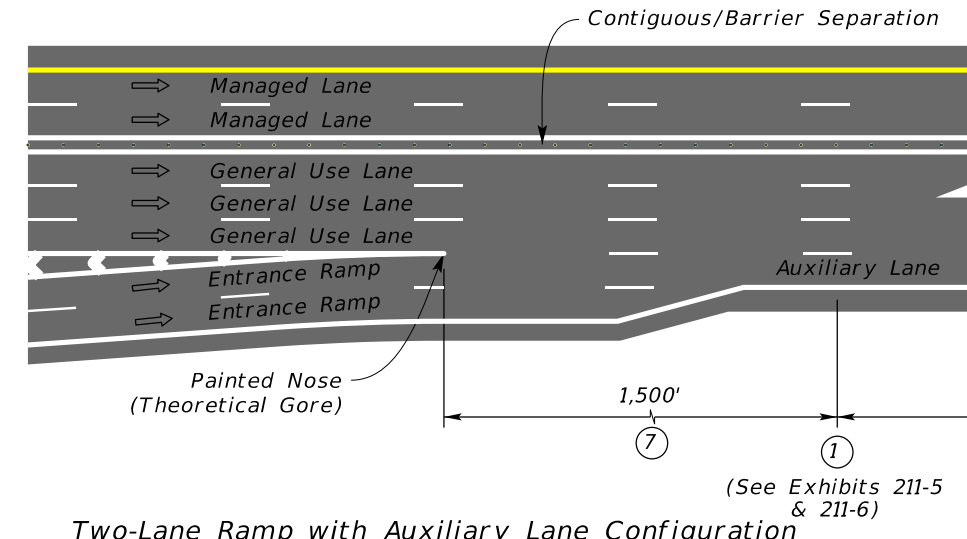 Contiguous/Barrier Separation
Managed Lane
Managed Lane
General Use Lane
General Use Lane
General Use Lane
Entrance Ramp
Entrance Ramp
Auxiliary Lane
Painted Nose
(Theoretical Gore)
1,500'
7
1
(See Exhibits 211-5
& 211-6)
Two-Lane Ramp with Auxiliary Lane Configuration